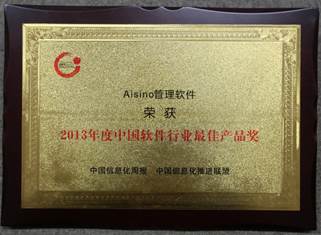 Aisino管理软件
荣获
2013年度中国软件行业最佳产品奖
中国信息化周报 中国信息化推进联盟